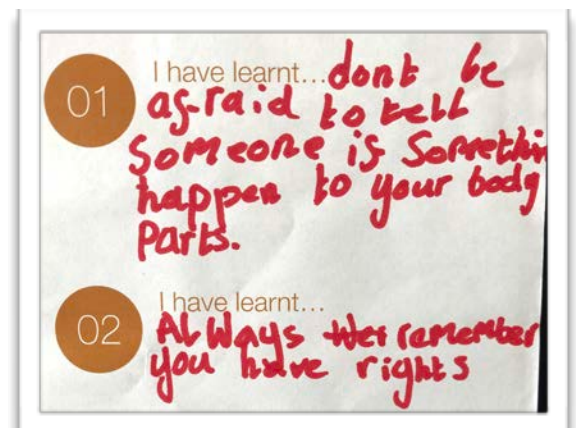 01
I have learnt... dont be
afraid to tell
someone is Somethin
happen to your body
Parts.
02
I have learnt...
ALWays remember
you have rights